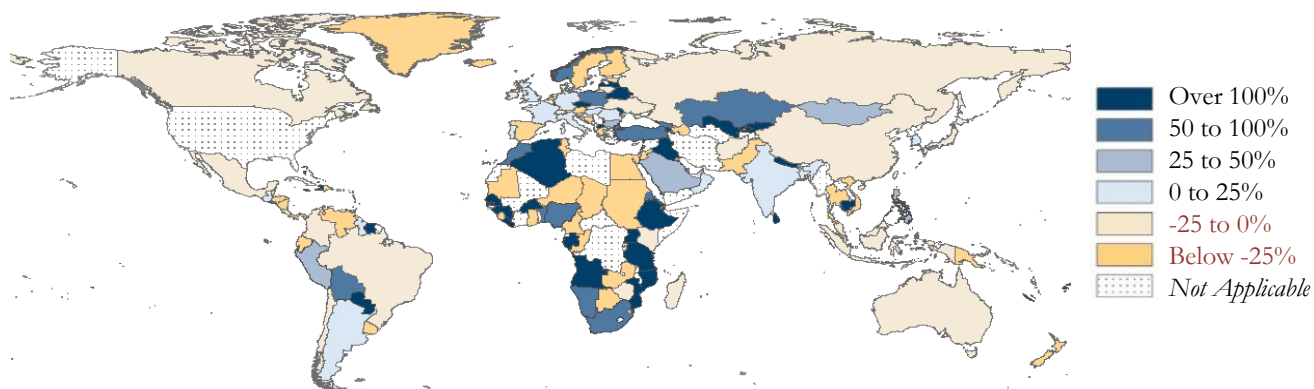 Over 100%
50 to 100%
25 to 50%
0 to 25%
-25 to 0%
Below -25%
Not Applicable